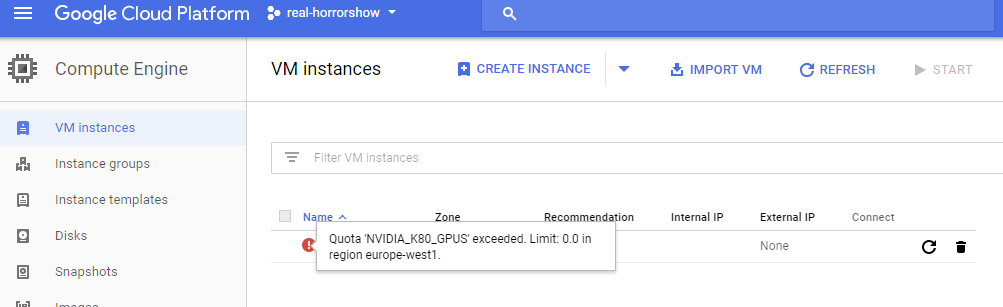 Google Cloud Platform real-horrorshow
Compute Engine
VM instances CREATE INSTANCE IMPORT VM REFRESH START
VM instances
Instance groups
Instance templates
Disks
Snapshots
Images
Filter VM instances
Name Zone Recommendation Internal IP External IP Connect
Quota 'NVIDIA_K80_GPUS' exceeded. Limit: 0.0 in
region europe-west1.
None